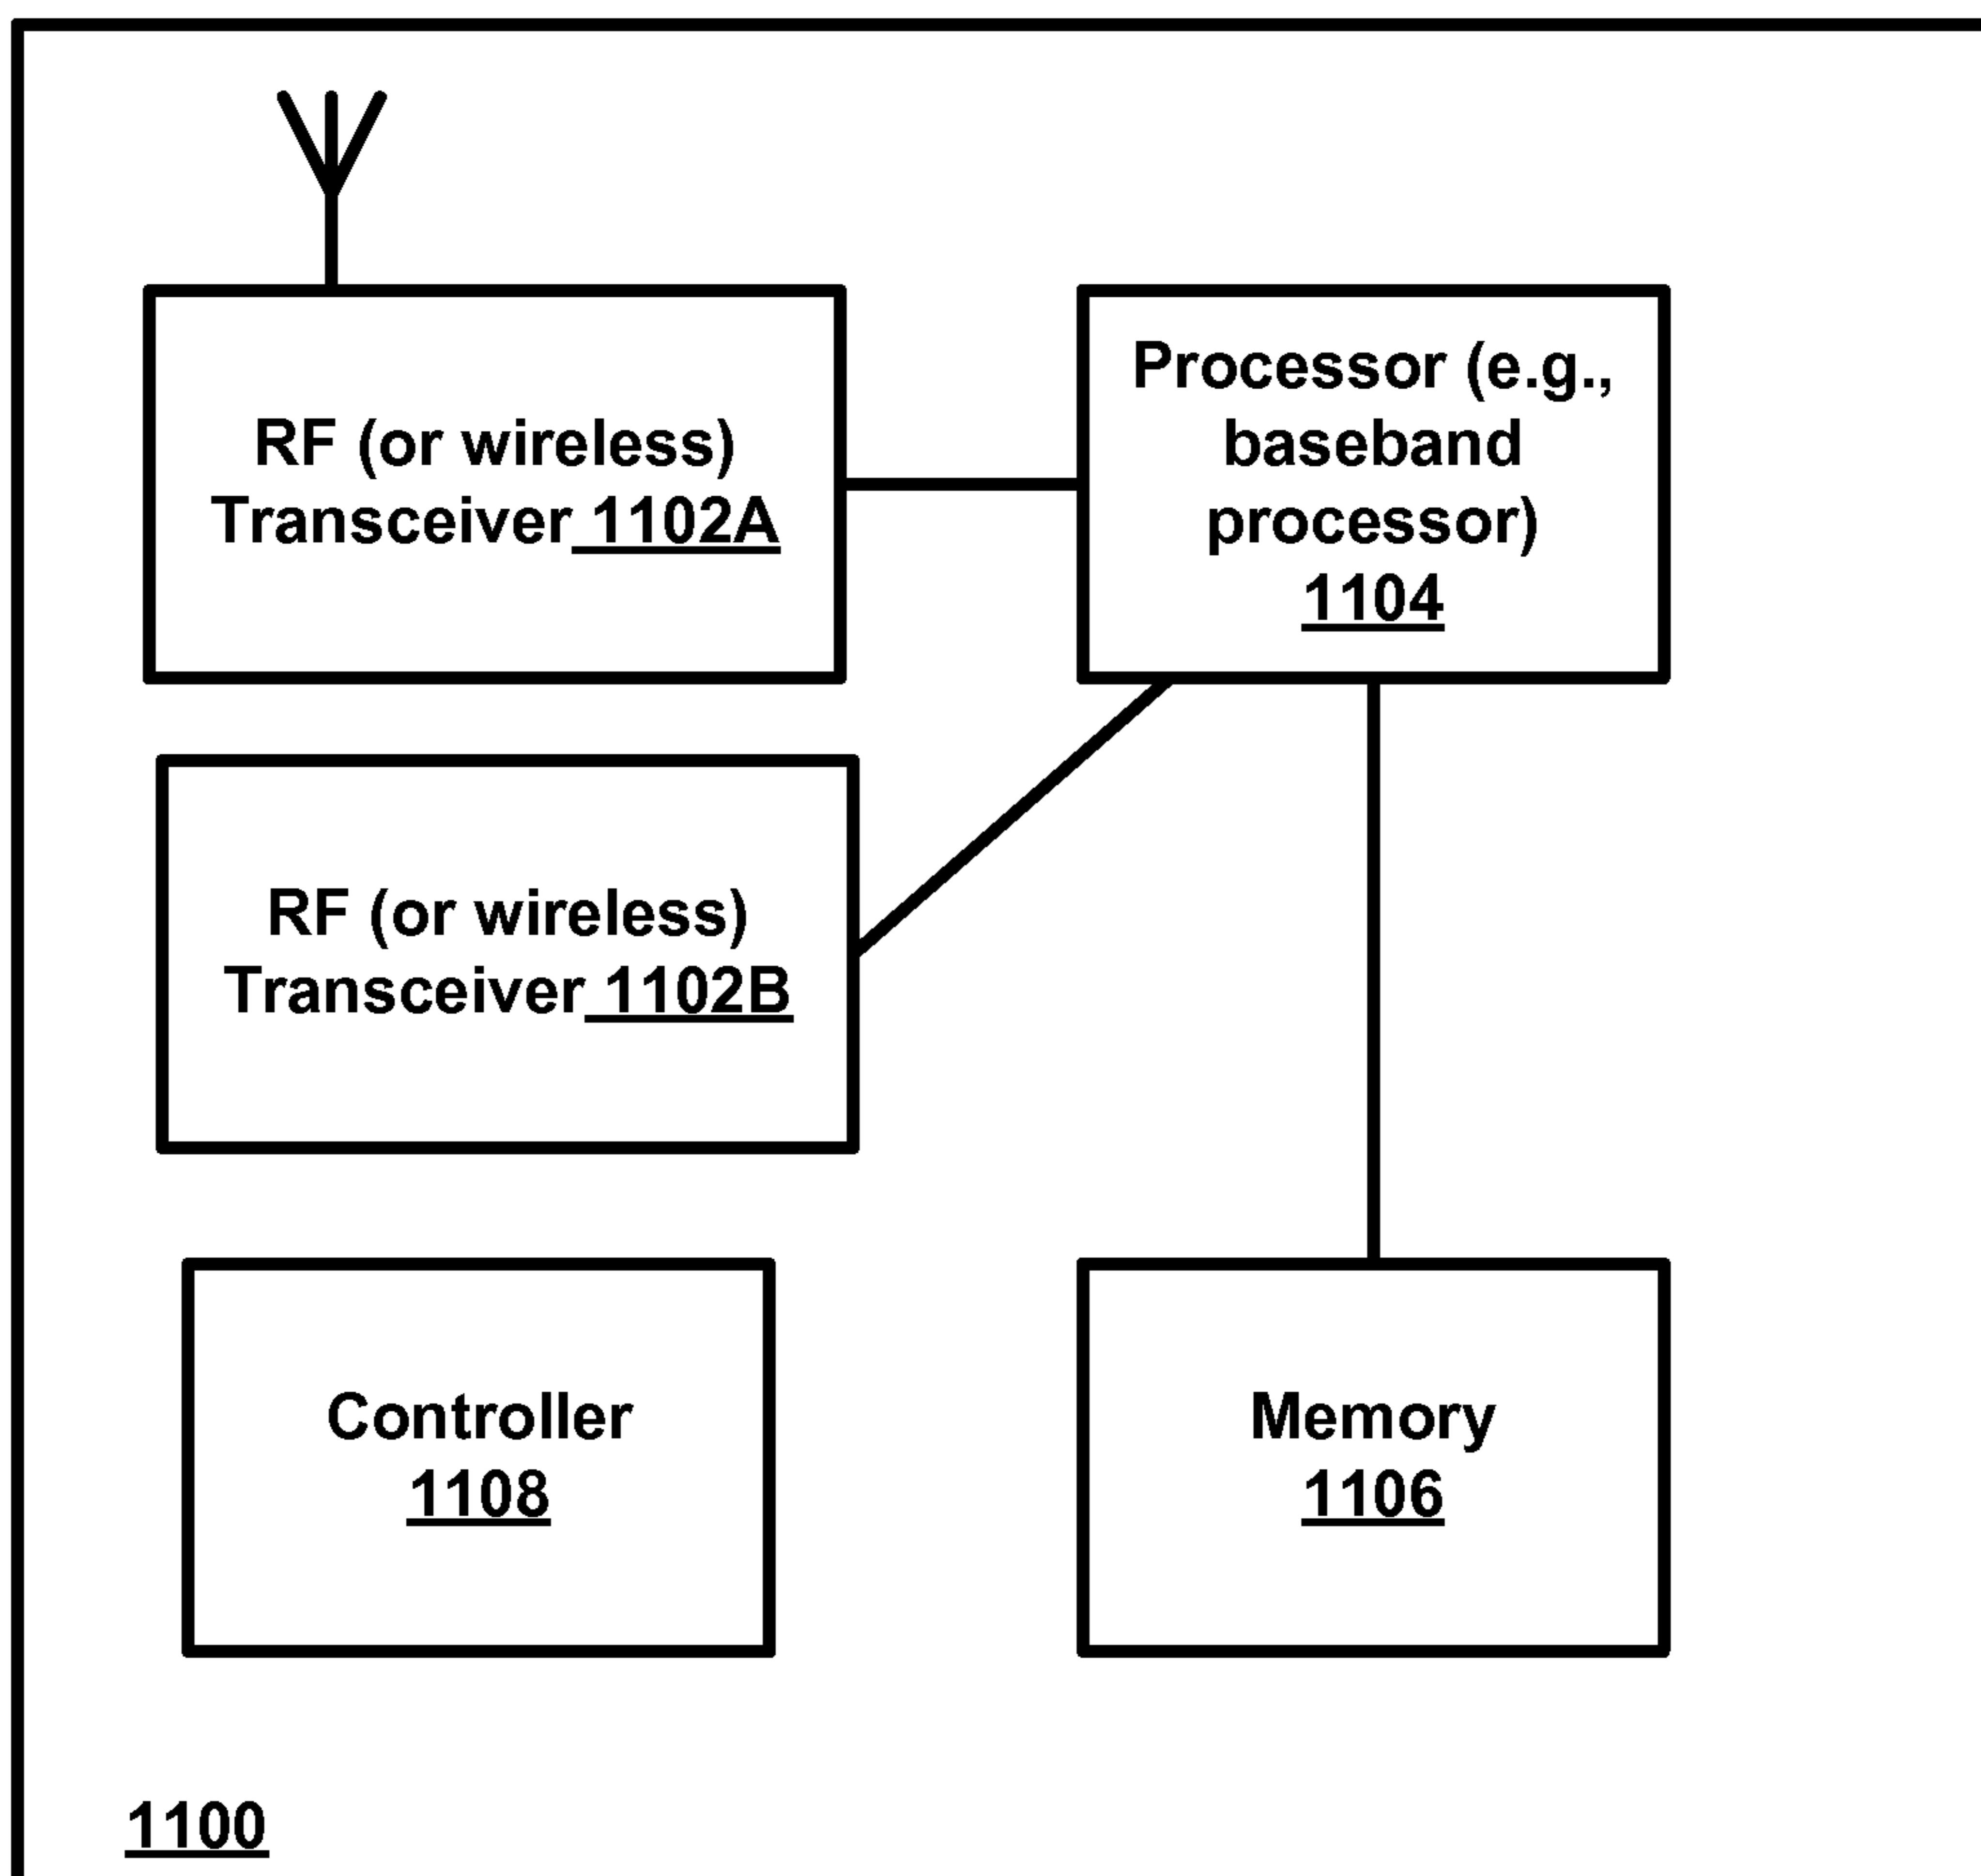 RF (or wireless)
Transceiver 1102A
Processor (e.g.,
baseband
processor)
1104
RF (or wireless)
Transceiver 1102B
Controller
1108
Memory
1106
1100